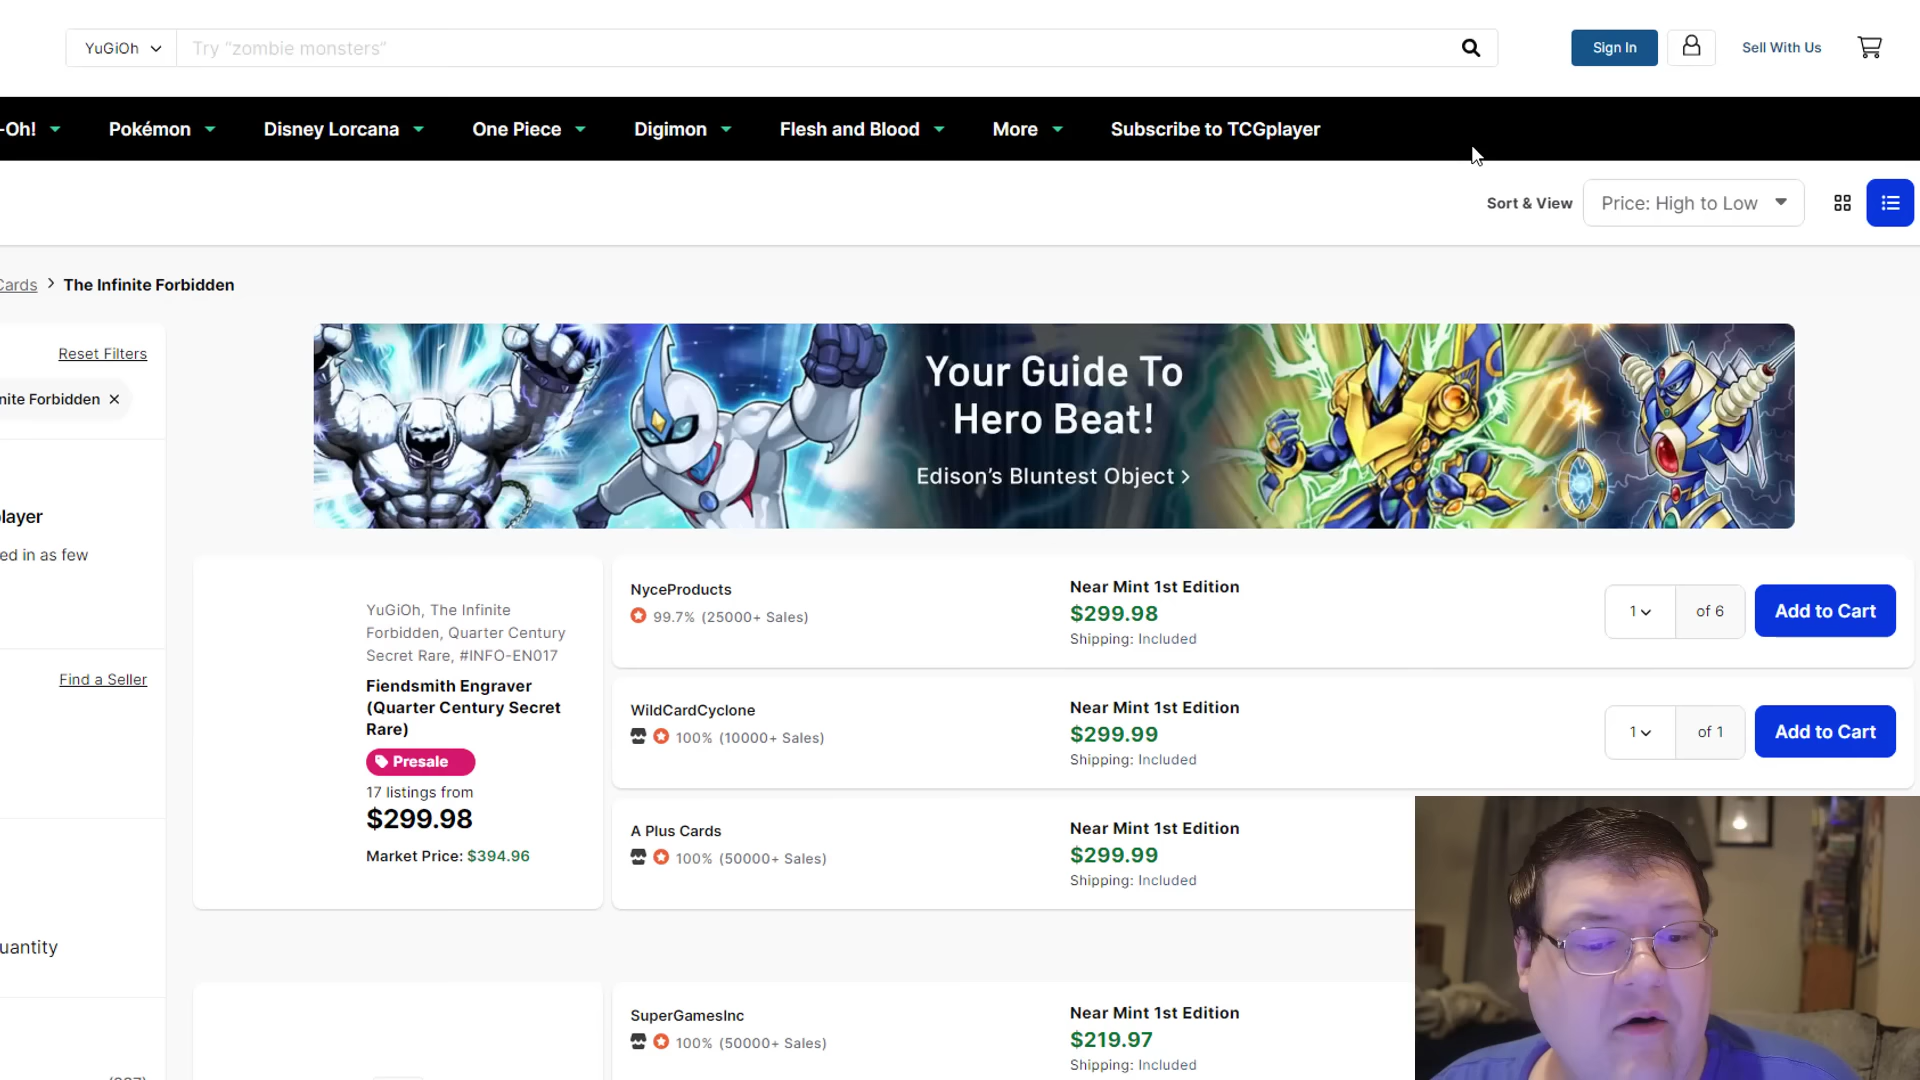 YuGiOh
Try "zombie monsters"
Sign In
Sell With Us
-Oh!
Pokémon
Disney Lorcana
One Piece
Digimon
Flesh and Blood
More
Subscribe to TCGplayer
Sort & View
Price: High to Low
Cards > The Infinite Forbidden
Reset Filters
nite Forbidden ×
layer
ed in as few
Find a Seller
uantity
Your Guide To
Hero Beat!
Edison's Bluntest Object >
YuGiOh, The Infinite
Forbidden, Quarter Century
Secret Rare, #INFO-EN017
Fiendsmith Engraver
(Quarter Century Secret
Rare)
Presale
17 listings from
$299.98
Market Price: $394.96
NyceProducts
99.7% (25000+ Sales)
Near Mint 1st Edition
$299.98
Shipping: Included
1
of 6
Add to Cart
WildCardCyclone
100% (10000+ Sales)
Near Mint 1st Edition
$299.99
Shipping: Included
1
of 1
Add to Cart
A Plus Cards
100% (50000+ Sales)
Near Mint 1st Edition
$299.99
Shipping: Included
SuperGamesInc
100% (50000+ Sales)
Near Mint 1st Edition
$219.97
Shipping: Included